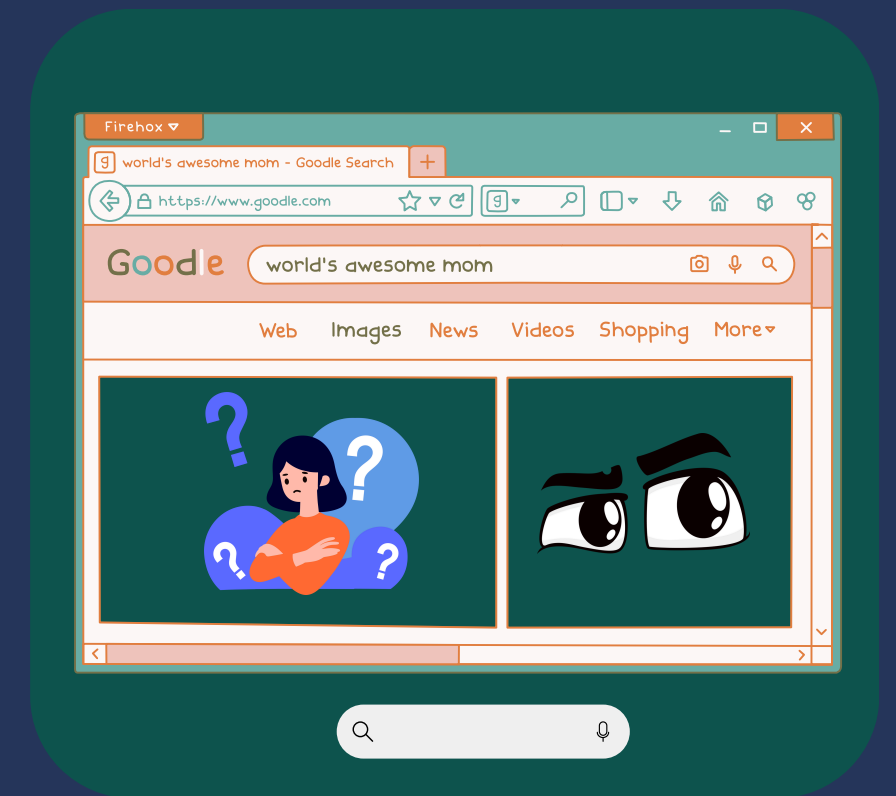 Firehox
g world's awesome mom - Goodle Search
https://www.goodle.com g
Goodle world's awesome mom
Web Images News Videos Shopping More
?
?
?
?